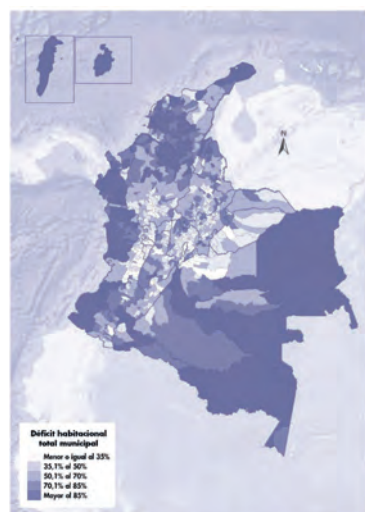 N
Déficit habitacional
total municipal
Menor o igual al 35%
35,1% al 50%
50,1% al 70%
70,1% al 85%
Mayor al 85%